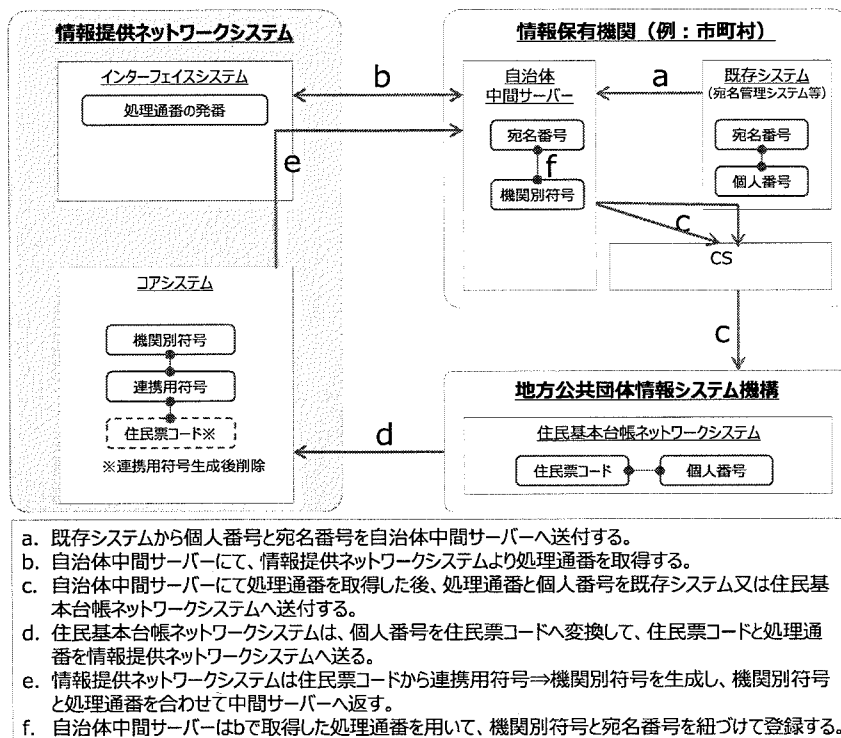 情報提供ネットワークシステム
インターフェイスシステム
処理通番の発番
コアシステム
機関別符号
連携用符号
住民票コード※
※連携用符号生成後削除
b
e
d
情報保有機関（例：市町村）
自治体
中間サーバー
宛名番号
f
機関別符号
a
既存システム
(宛名管理システム等)
宛名番号
個人番号
c
CS
c
地方公共団体情報システム機構
住民基本台帳ネットワークシステム
住民票コード
個人番号
a. 既存システムから個人番号と宛名番号を自治体中間サーバーへ送付する。
b. 自治体中間サーバーにて、情報提供ネットワークシステムより処理通番を取得する。
c. 自治体中間サーバーにて処理通番を取得した後、処理通番と個人番号を既存システム又は住民基
本台帳ネットワークシステムへ送付する。
d. 住民基本台帳ネットワークシステムは、個人番号を住民票コードへ変換して、住民票コードと処理通
番を情報提供ネットワークシステムへ送る。
e. 情報提供ネットワークシステムは住民票コードから連携用符号⇒機関別符号を生成し、機関別符号
と処理通番を合わせて中間サーバーへ返す。
f. 自治体中間サーバーはbで取得した処理通番を用いて、機関別符号と宛名番号を紐づけて登録する。